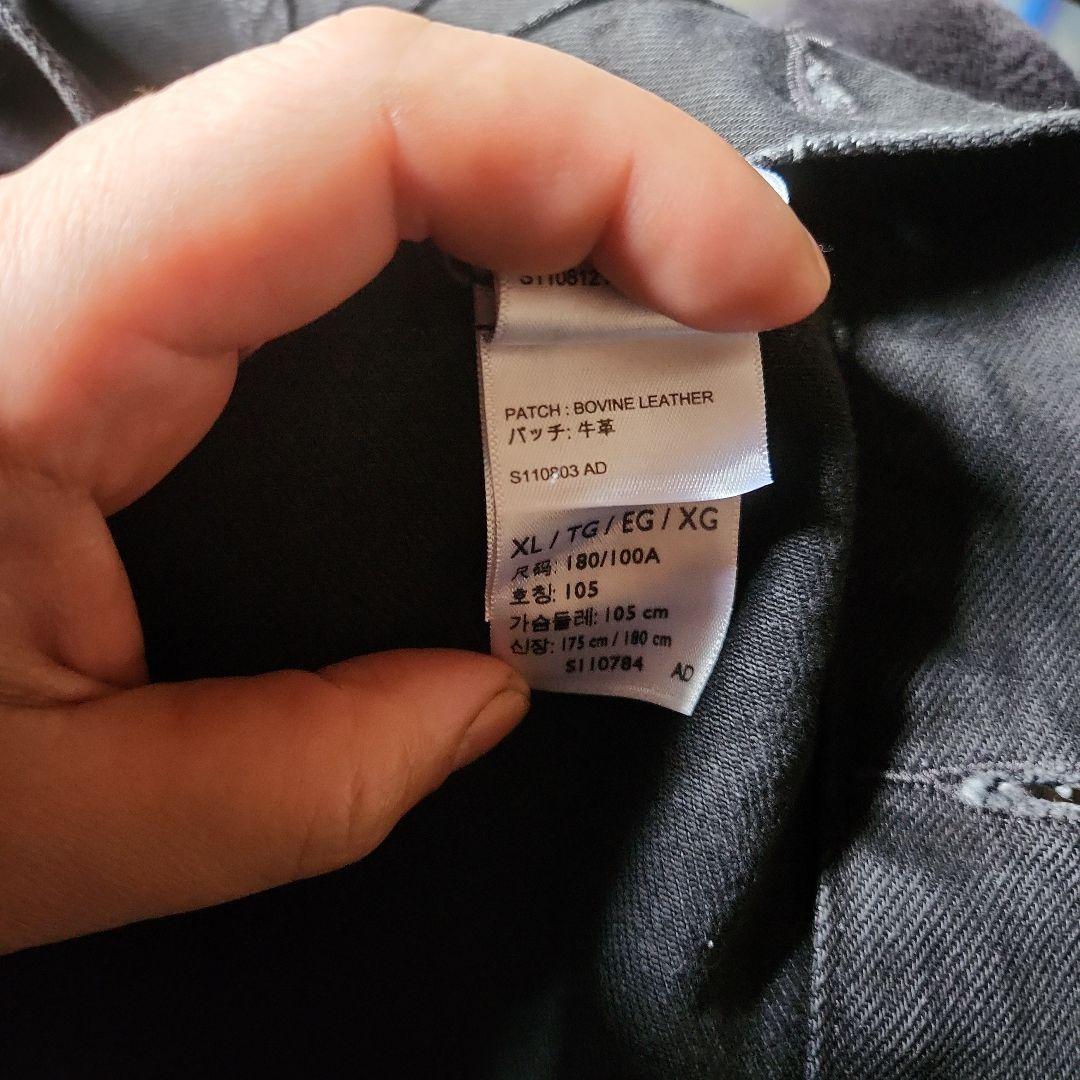 S110812
PATCH : BOVINE LEATHER
パッチ: 牛革
S110803 AD
XL / TG / EG / XG
尺码: 180/100A
호칭: 105
가슴둘레: 105 cm
신장: 175 cm / 180 cm
S110784 AD